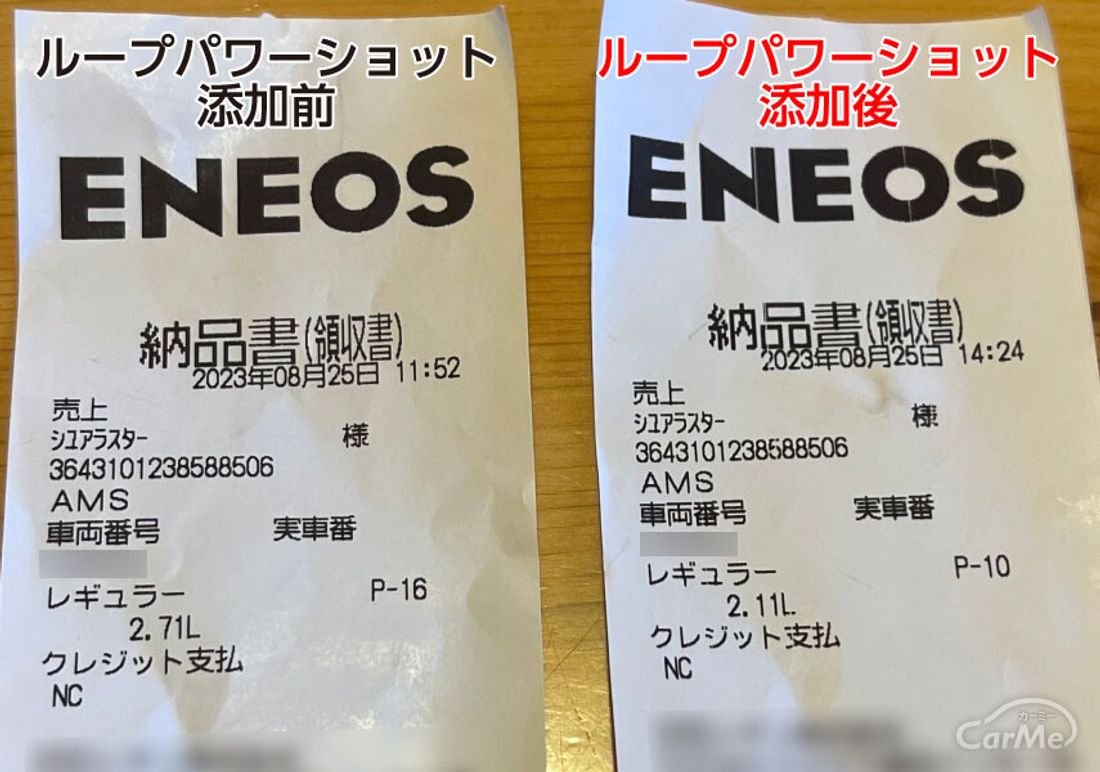 ループパワーショット
添加前
ENEOS
納品書(領収書)
2023年08月25日 11:52
売上
シュアラスター 様
3643101238588506
AMS
車両番号 実車番
レギュラー P-16
2.71L
クレジット支払
NC
ループパワーショット
添加後
ENEOS
納品書(領収書)
2023年08月25日 14:24
売上
シュアラスター 様
3643101238588506
AMS
車両番号 実車番
レギュラー P-10
2.11L
クレジット支払
NC
カーミー
CarMe